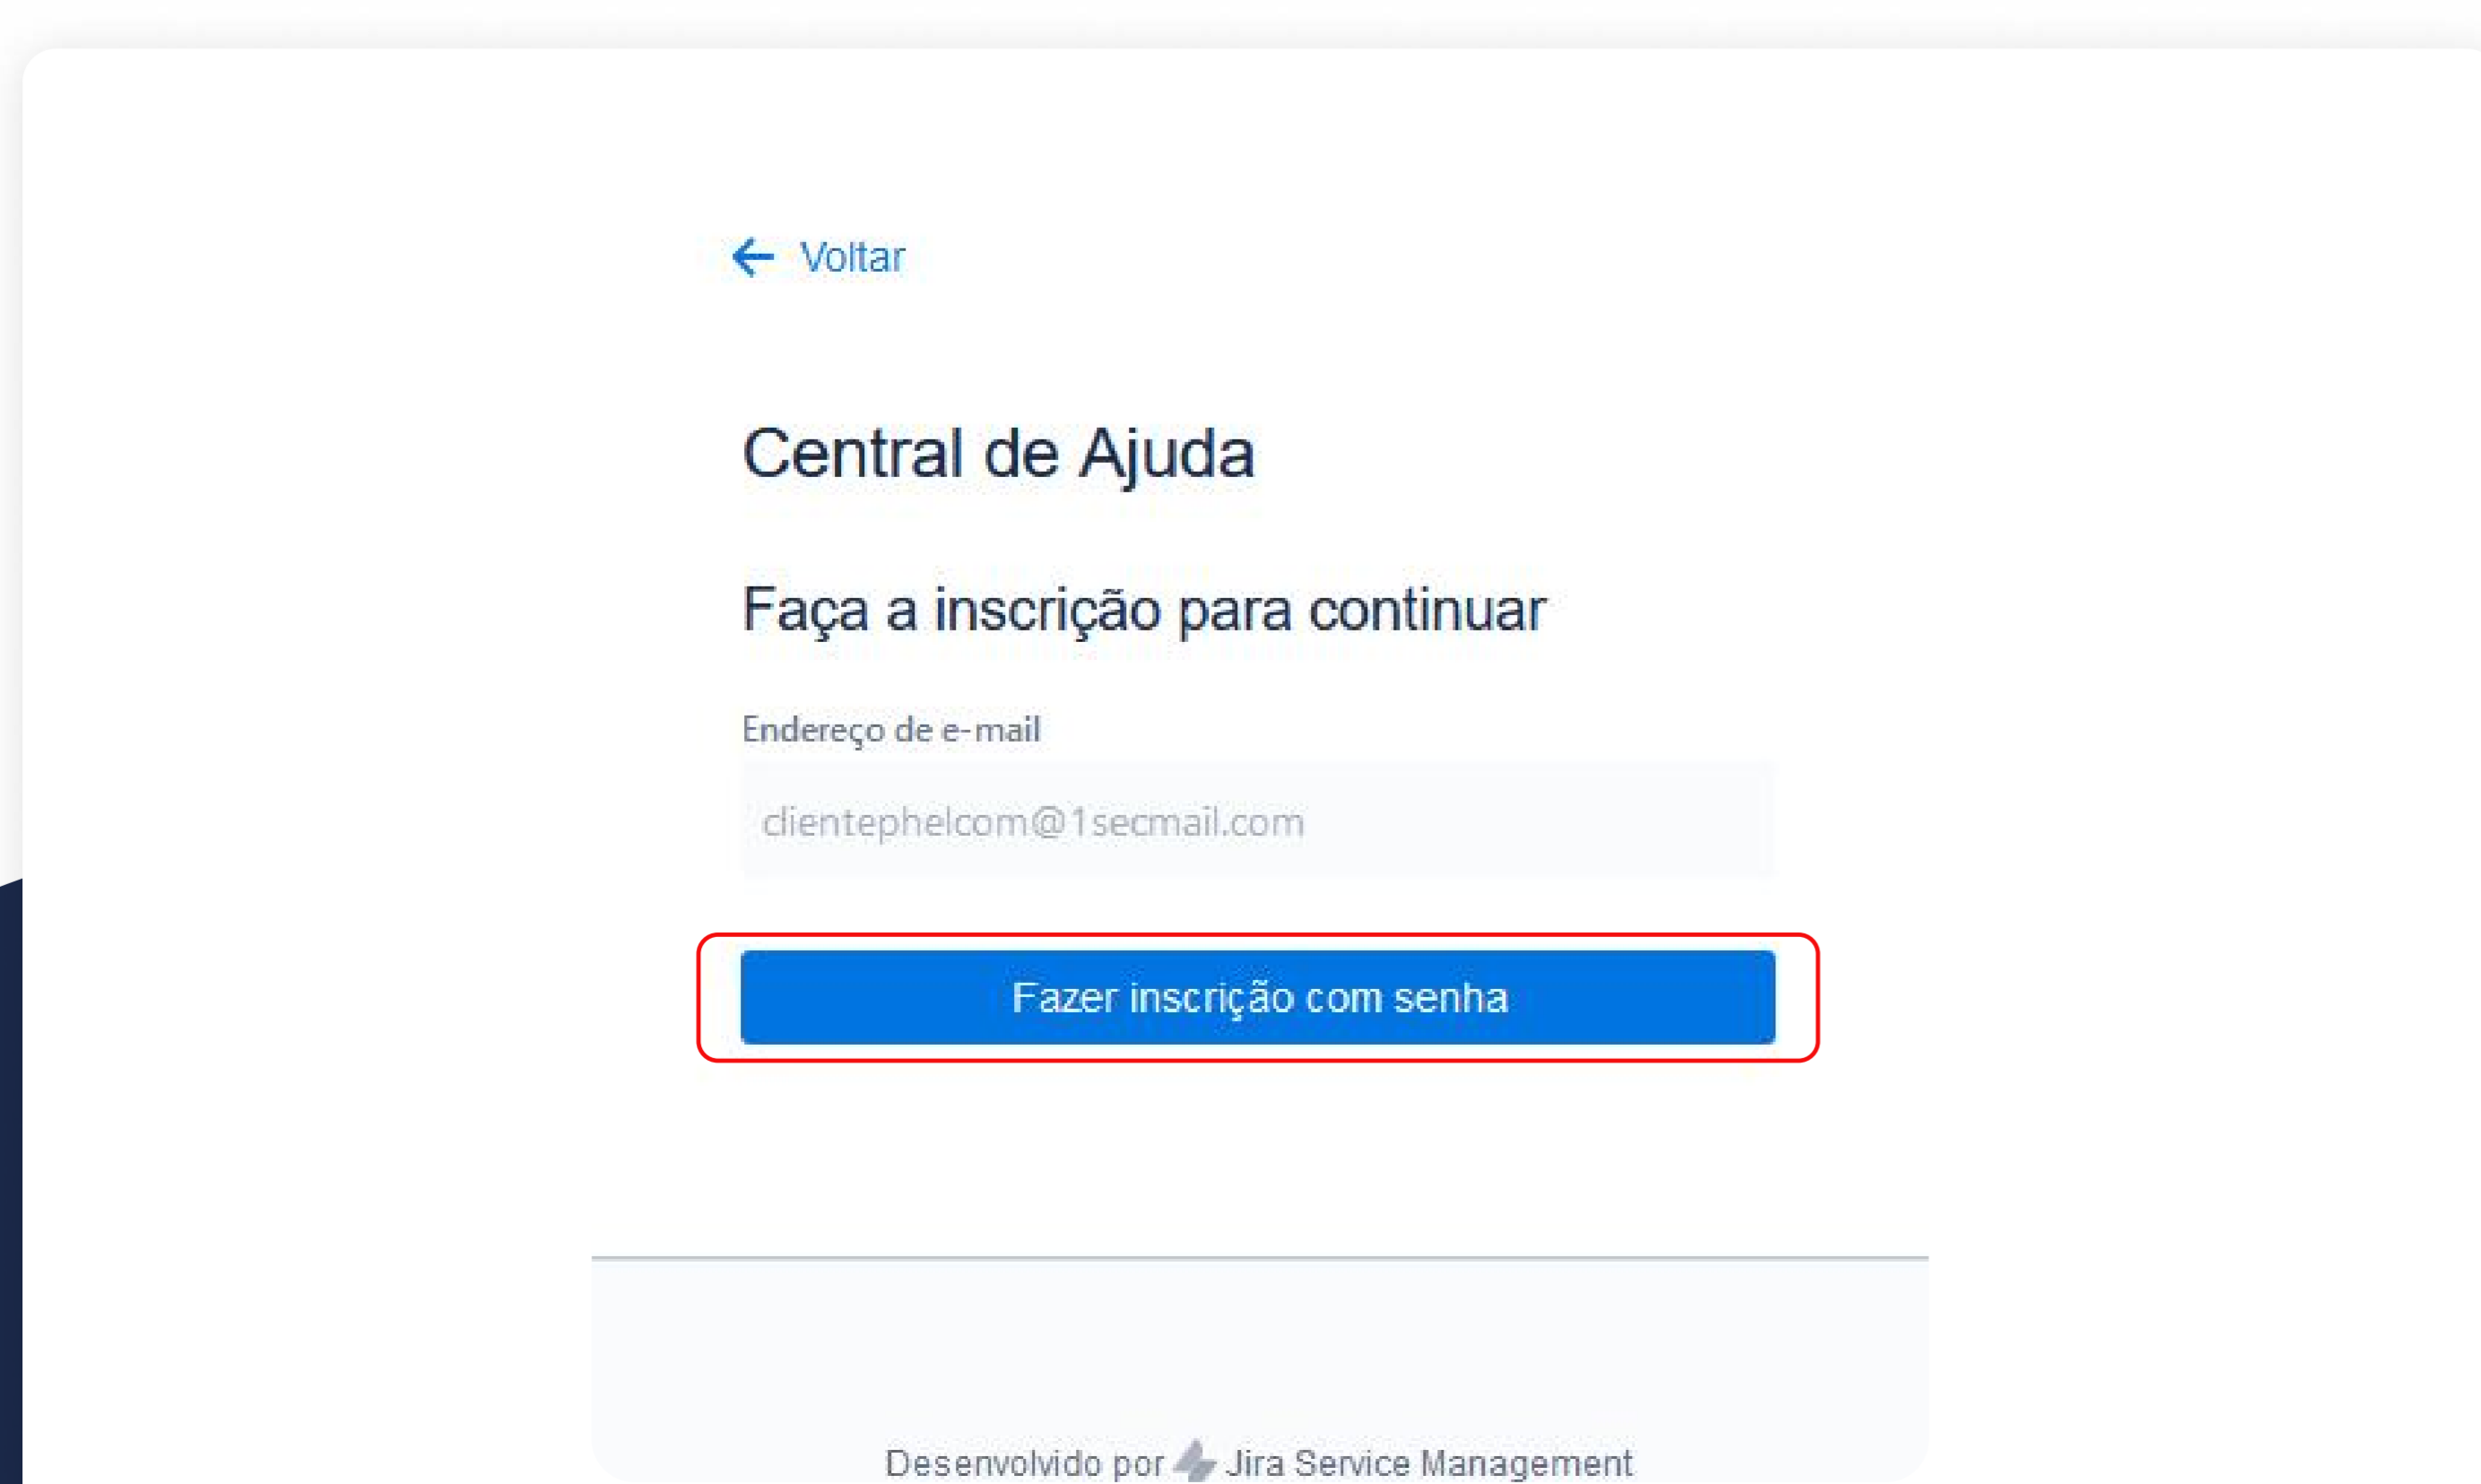 ← Voltar
Central de Ajuda
Faça a inscrição para continuar
Endereço de e-mail
clientephelcom@1secmail.com
Fazer inscrição com senha
Desenvolvido por Jira Service Management